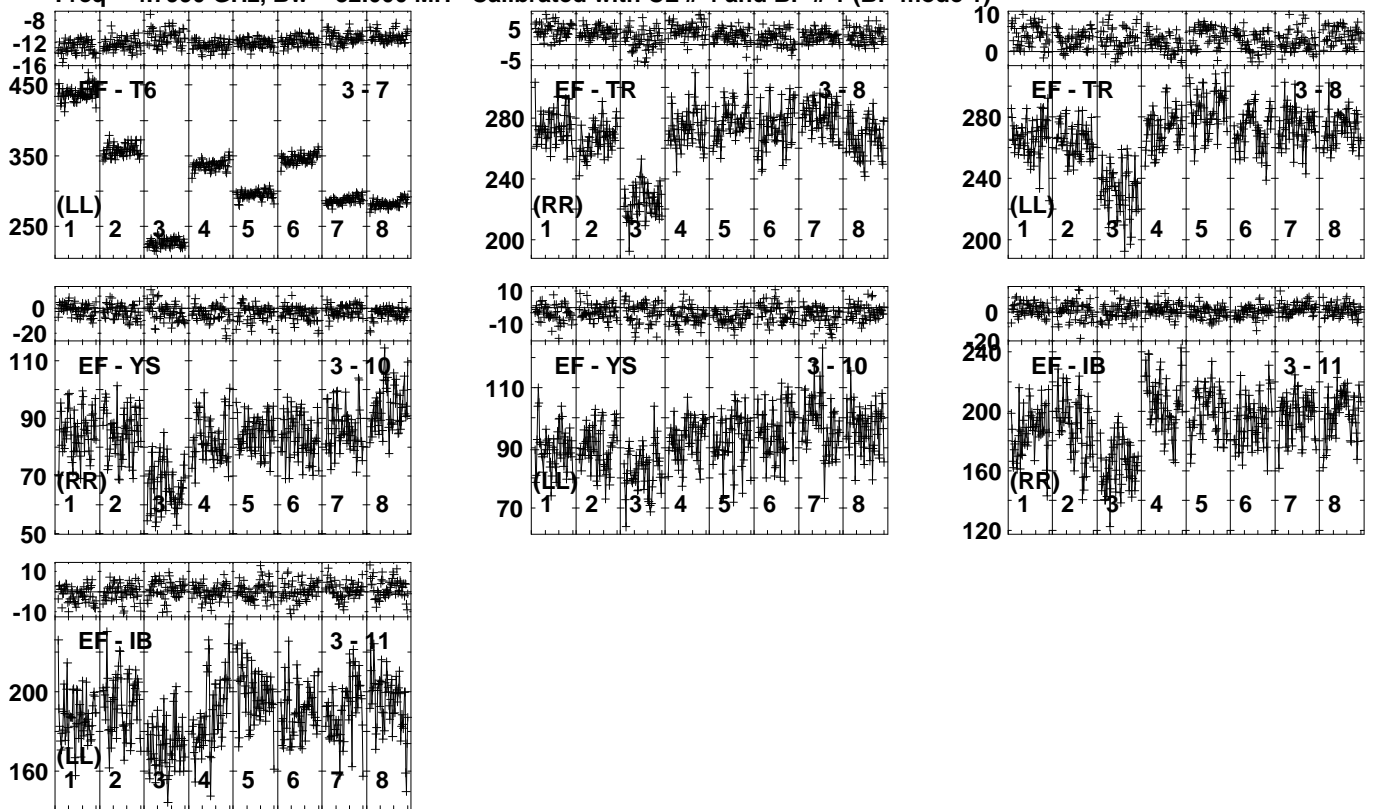 Freq GHz, Calibrated with CL # and BP # (BP mode
-8
-12
-16
450
350
250
EF - T6 3 - 7
(LL)
1 2 3 4 5 6 7 8
5
-5
280
240
200
EF - TR 3 - 8
(RR)
1 2 3 4 5 6 7 8
10
0
280
240
200
EF - TR 3 - 8
(LL)
1 2 3 4 5 6 7 8
0
-20
110
90
70
50
EF - YS 3 - 10
(RR)
1 2 3 4 5 6 7 8
10
-10
110
90
70
EF - YS 3 - 10
(LL)
1 2 3 4 5 6 7 8
0
-20
240
200
160
120
EF - IB 3 - 11
(RR)
1 2 3 4 5 6 7 8
10
-10
200
160
EF - IB 3 - 11
(LL)
1 2 3 4 5 6 7 8